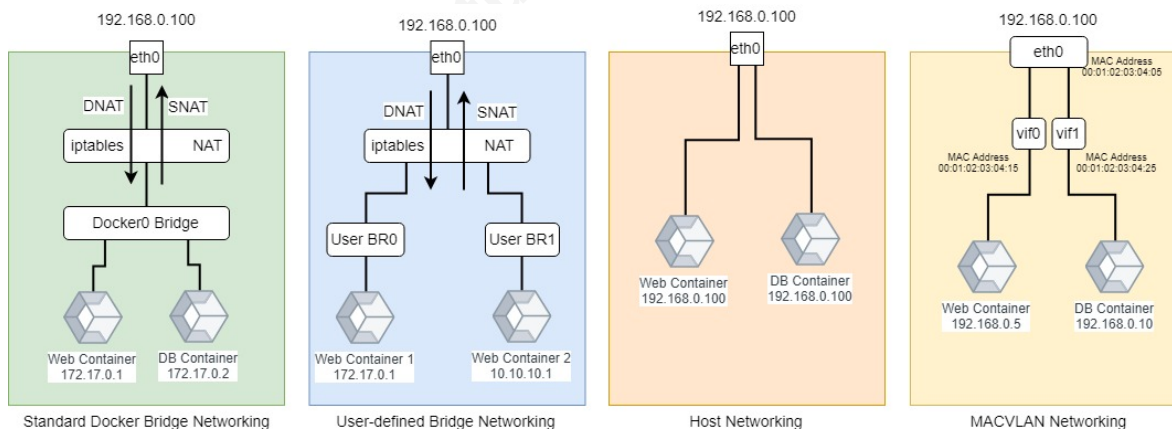 192.168.0.100
eth0
DNAT
SNAT
iptables
NAT
Docker0 Bridge
Web Container
172.17.0.1
DB Container
172.17.0.2
Standard Docker Bridge Networking
192.168.0.100
eth0
DNAT
SNAT
iptables
NAT
User BR0
User BR1
Web Container 1
172.17.0.1
Web Container 2
10.10.10.1
User-defined Bridge Networking
192.168.0.100
eth0
Web Container
192.168.0.100
DB Container
192.168.0.100
Host Networking
192.168.0.100
eth0
MAC Address
00:01:02:03:04:05
vif0
vif1
MAC Address
00:01:02:03:04:15
MAC Address
00:01:02:03:04:25
Web Container
192.168.0.5
DB Container
192.168.0.10
MACVLAN Networking